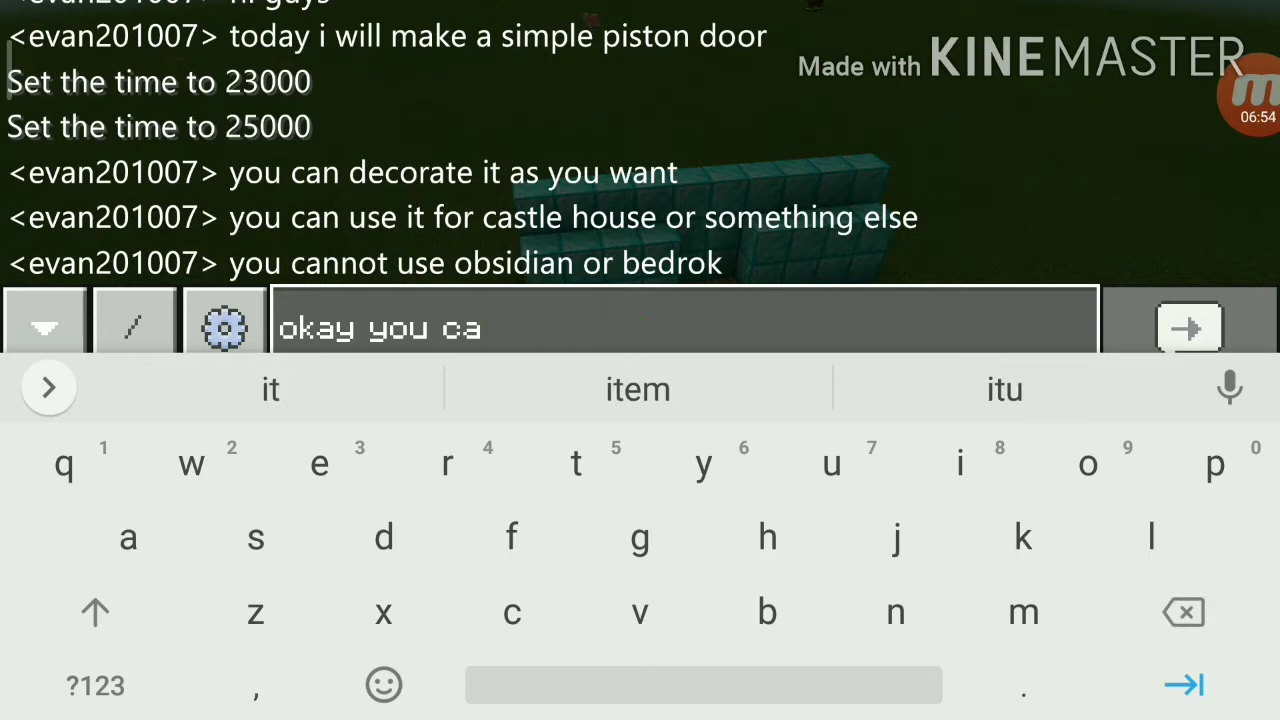 <evan201007> hi guys
<evan201007> today i will make a simple piston door
Made with KINEMASTER
Set the time to 23000
06:54
Set the time to 25000
<evan201007> you can decorate it as you want
<evan201007> you can use it for castle house or something else
<evan201007> you cannot use obsidian or bedrok
/ okay you ca
it item itu
q 1 w 2 e 3 r 4 t 5 y 6 u 7 i 8 o 9 p 0
a s d f g h j k l
z x c v b n m
?123 , .